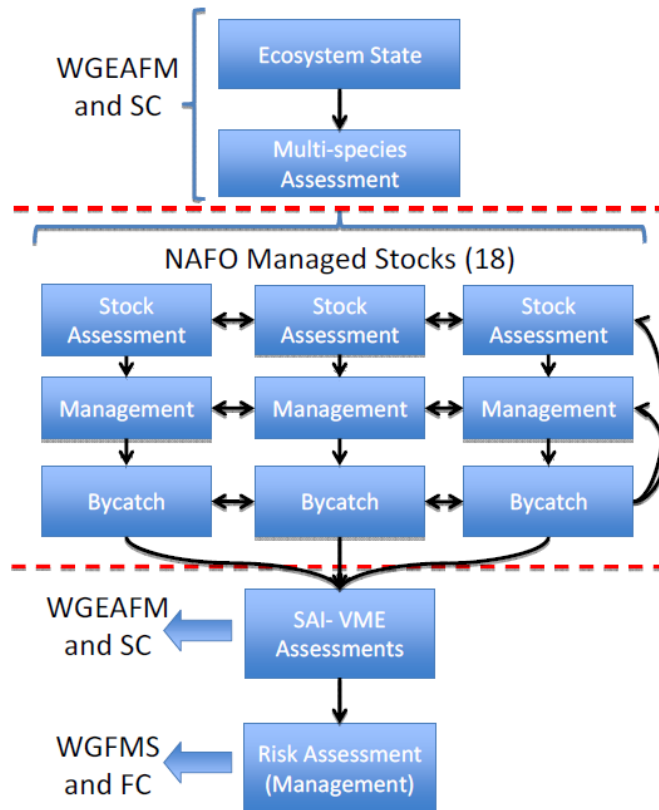 WGEAFM
and SC
Ecosystem State
Multi-species
Assessment
NAFO Managed Stocks (18)
Stock
Assessment
Stock
Assessment
Stock
Assessment
Management
Management
Management
Bycatch
Bycatch
Bycatch
WGEAFM
and SC
SAI- VME
Assessments
WGFMS
and FC
Risk Assessment
(Management)